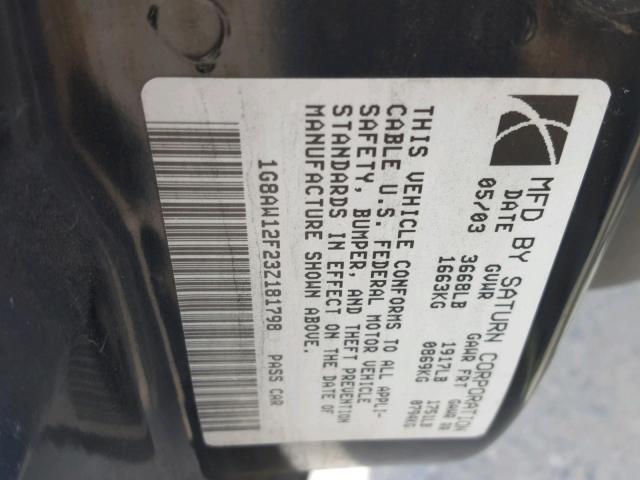 MFD BY SATURN CORPORATION
DATE GVWR GAWR FRT GAWR RR
05/03 3668LB 1917LB 1751LB
1663KG 0869KG 0794KG
THIS VEHICLE CONFORMS TO ALL APPLI-
CABLE U.S. FEDERAL MOTOR VEHICLE
SAFETY, BUMPER, AND THEFT PREVENTION
STANDARDS IN EFFECT ON THE DATE OF
MANUFACTURE SHOWN ABOVE.
1G8AW12F23Z181798 PASS CAR